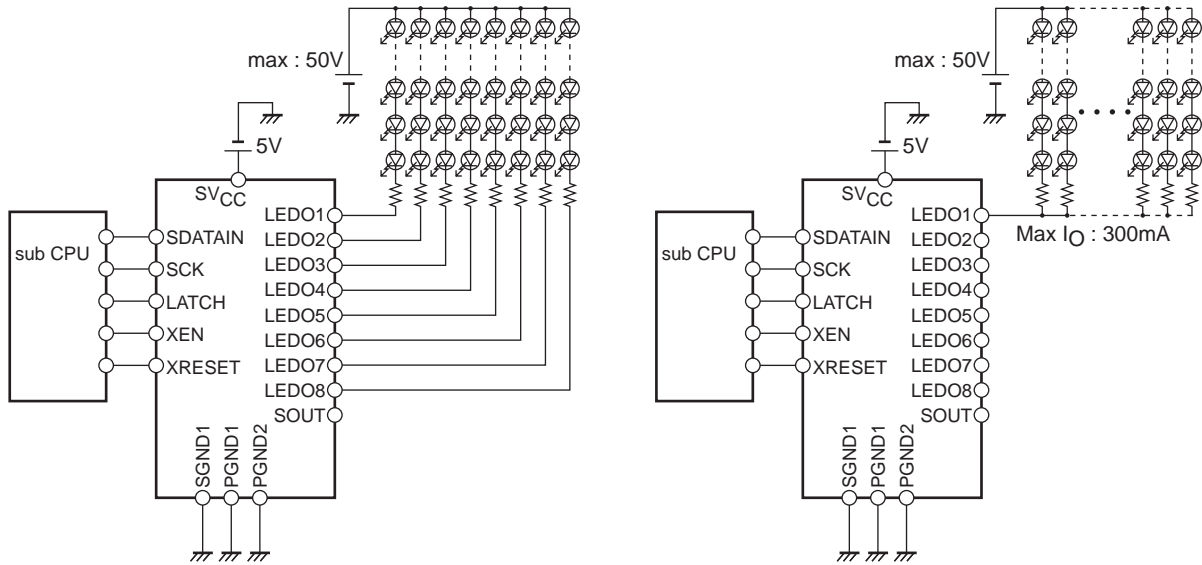 max : 50V
5V
SVCC
sub CPU
SDATAIN
SCK
LATCH
XEN
XRESET
LEDO1
LEDO2
LEDO3
LEDO4
LEDO5
LEDO6
LEDO7
LEDO8
SOUT
SGND1
PGND1
PGND2
max : 50V
5V
SVCC
sub CPU
SDATAIN
SCK
LATCH
XEN
XRESET
LEDO1
Max IO : 300mA
LEDO2
LEDO3
LEDO4
LEDO5
LEDO6
LEDO7
LEDO8
SOUT
SGND1
PGND1
PGND2